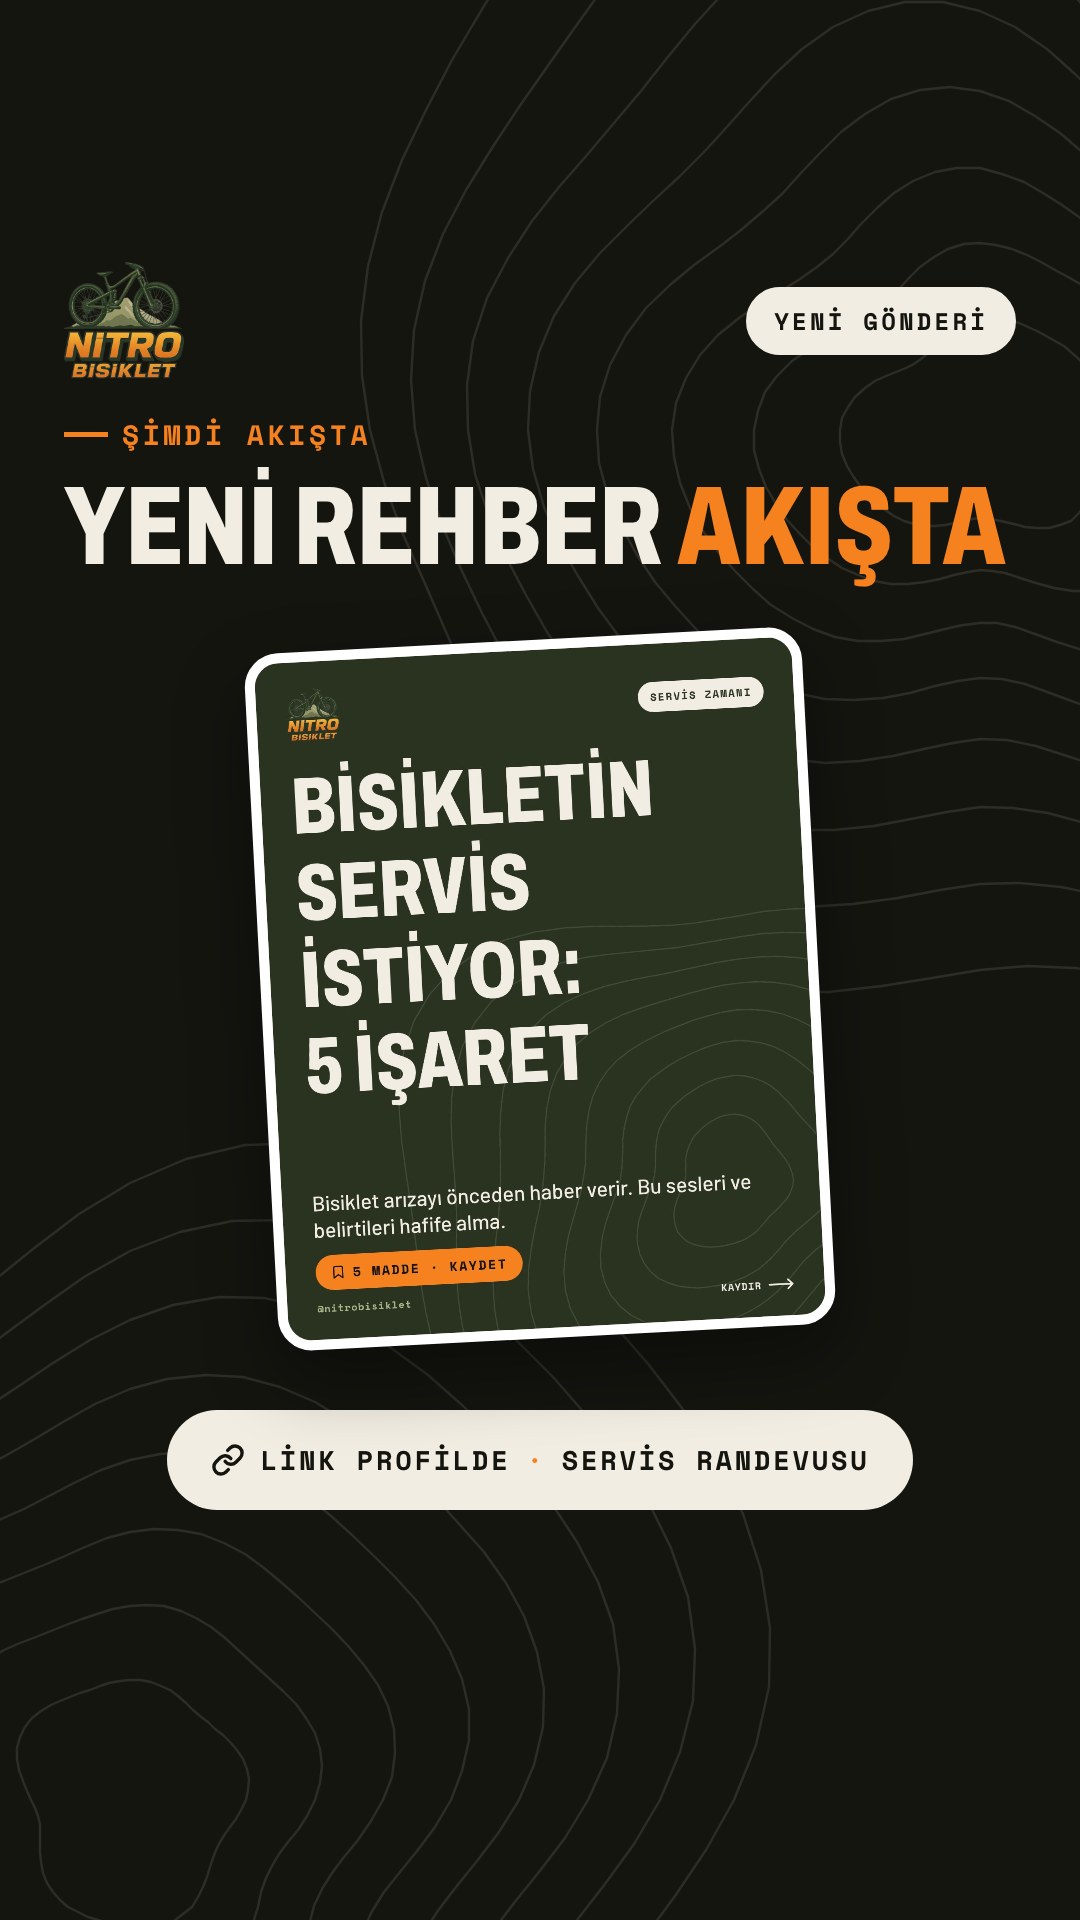 NiTRO
BiSiKLET
YENİ GÖNDERİ
ŞİMDİ AKIŞTA
YENİ REHBER AKIŞTA
NiTRO
BISIKLET
SERVİS ZAMANI
BİSİKLETİN
SERVİS
İSTİYOR:
5 İŞARET
Bisiklet arızayı önceden haber verir. Bu sesleri ve
belirtileri hafife alma.
5 MADDE · KAYDET
@nitrobisiklet
KAYDIR →
LİNK PROFİLDE · SERVİS RANDEVUSU